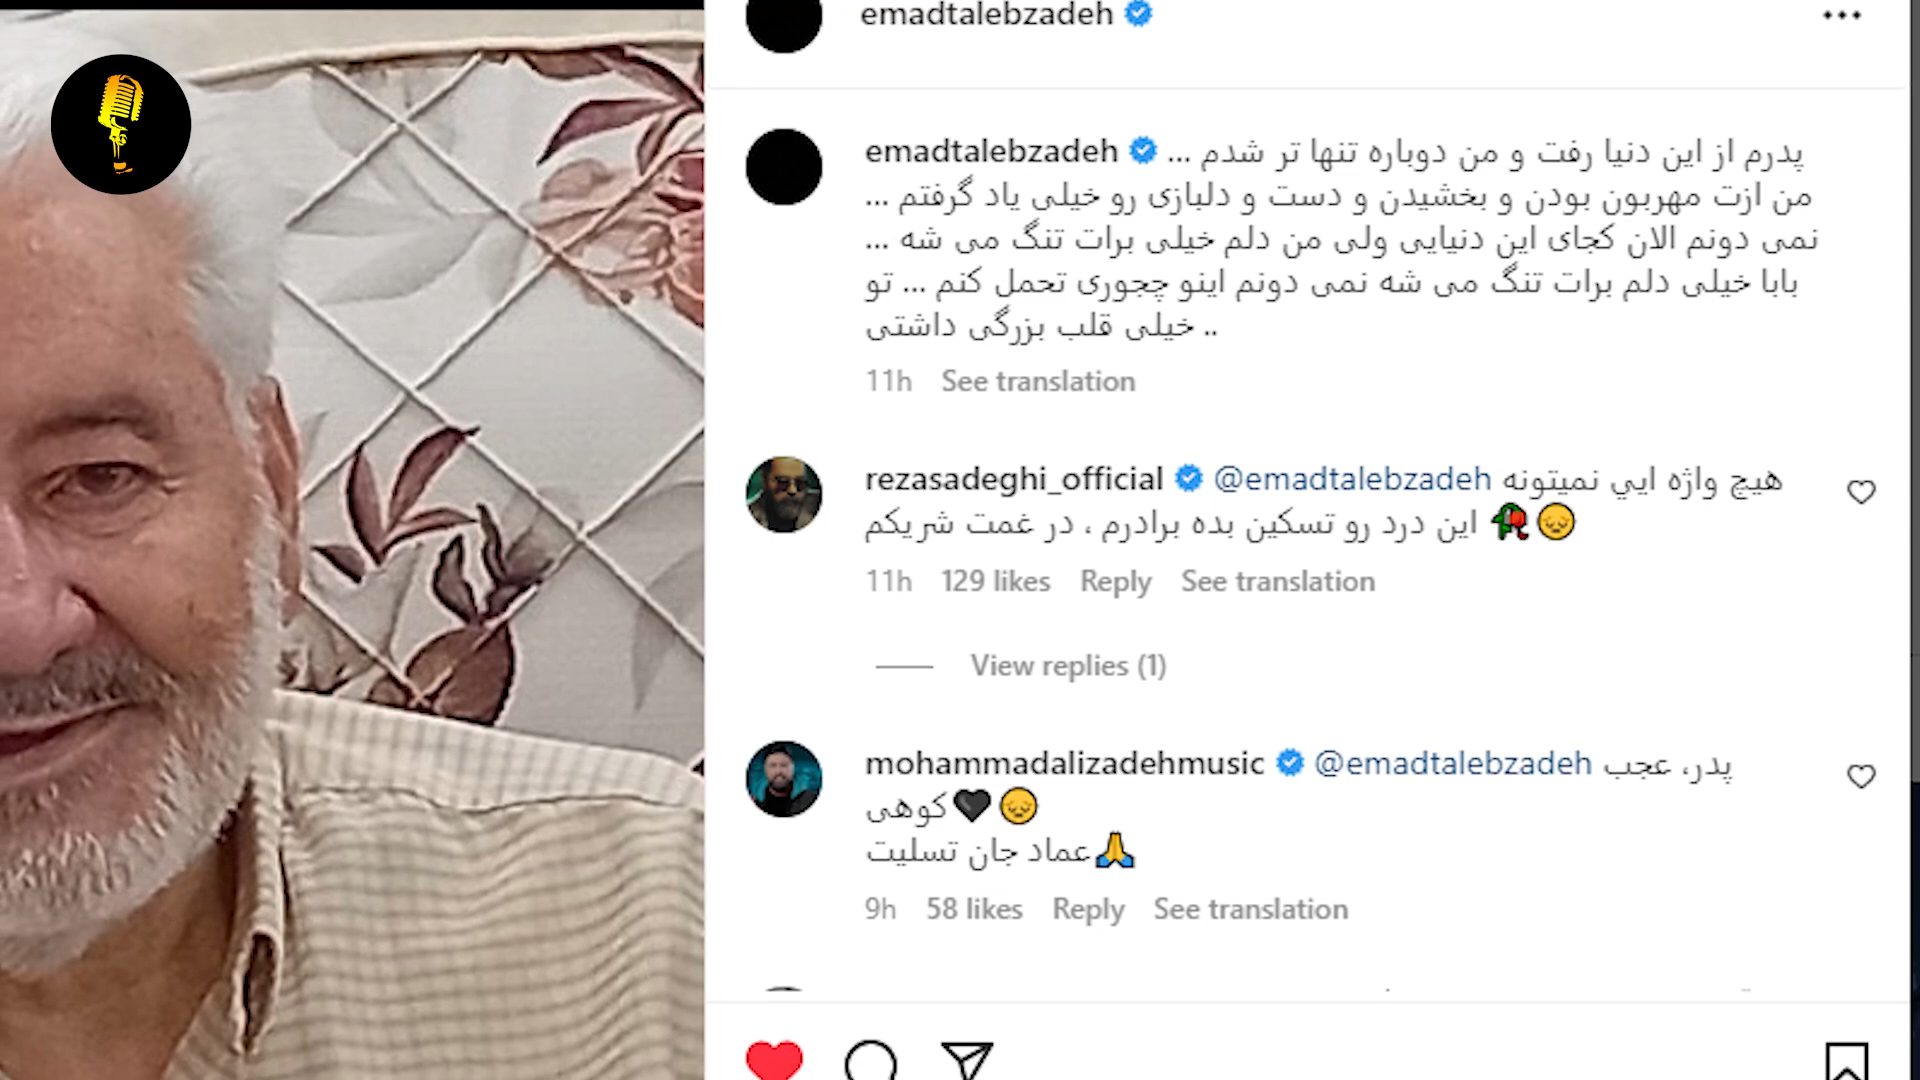 emadtalebzadeh
emadtalebzadeh پدرم از این دنیا رفت و من دوباره تنها تر شدم ...
من ازت مهربون بودن و بخشیدن و دست و دلبازی رو خیلی یاد گرفتم ...
نمی دونم الان کجای این دنیایی ولی من دلم خیلی برات تنگ می شه ...
بابا خیلی دلم برات تنگ می شه نمی دونم اینو چجوری تحمل کنم ... تو
خیلی قلب بزرگی داشتی ..
11h See translation
rezasadeghi_official @emadtalebzadeh هیچ واژه ايي نمیتونه
این درد رو تسکین بده برادرم ، در غمت شریکم 🥀😔
11h 129 likes Reply See translation
View replies (1)
mohammadalizadehmusic @emadtalebzadeh پدر، عجب
کوهی🖤😔
عماد جان تسلیت🙏
9h 58 likes Reply See translation